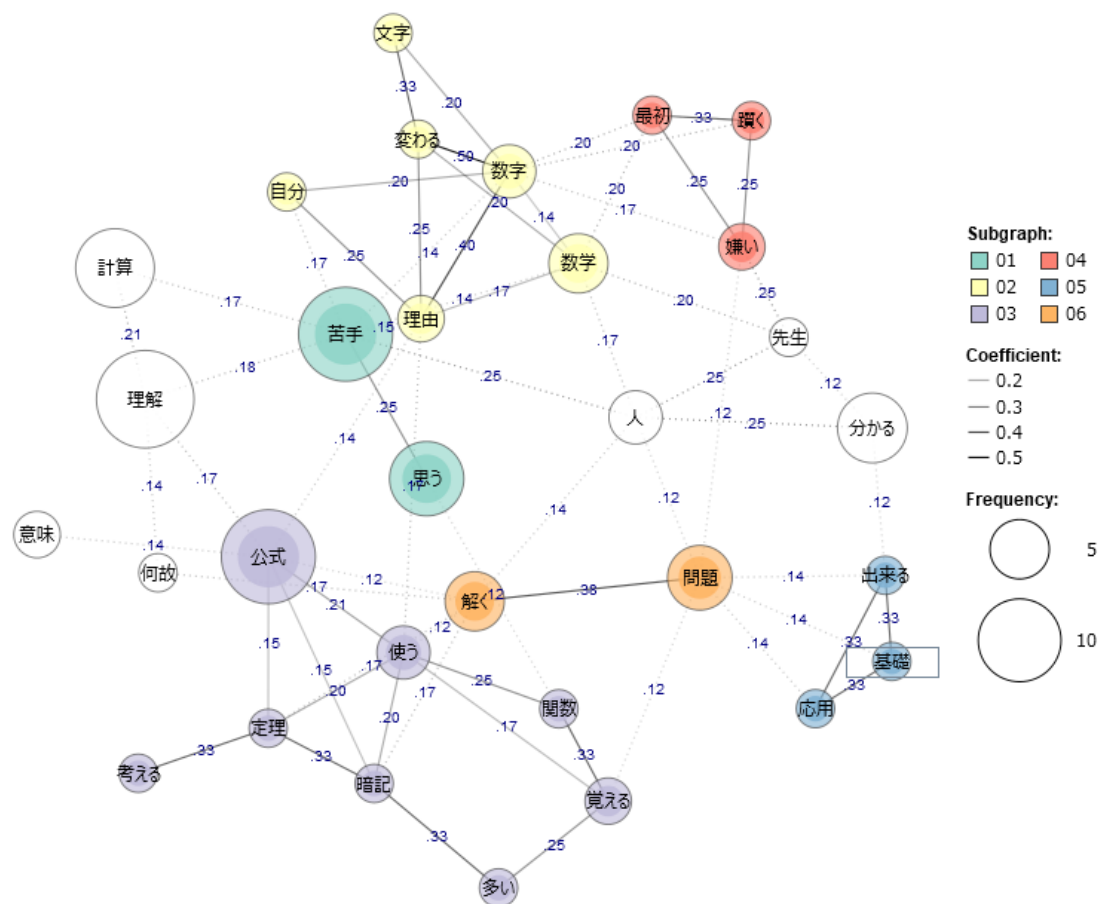 文字
.33
.20
最初
.33
躓く
変わる
.50
数字
.20
.20
自分
.20
.20
.20
.25
.25
.14
.17
.25
.14
.40
嫌い
計算
.17
.25
数学
.17
.14
.17
.20
.25
理由
苦手
.15
先生
.21
.18
.17
.25
.12
理解
.25
.25
人
.12
.25
分かる
.14
.17
思う
.17
.12
.12
.14
.14
意味
.14
公式
何故
.17
.12
.21
解く
.12
.38
問題
.14
出来る
.33
.14
.33
.12
使う
基礎
.15
.15
.17
.20
.17
.25
.14
.33
.12
応用
関数
定理
.20
.17
.33
.33
.33
考える
暗記
覚える
.33
.25
多い
Subgraph:
01 04
02 05
03 06
Coefficient:
0.2
0.3
0.4
0.5
Frequency:
5
10